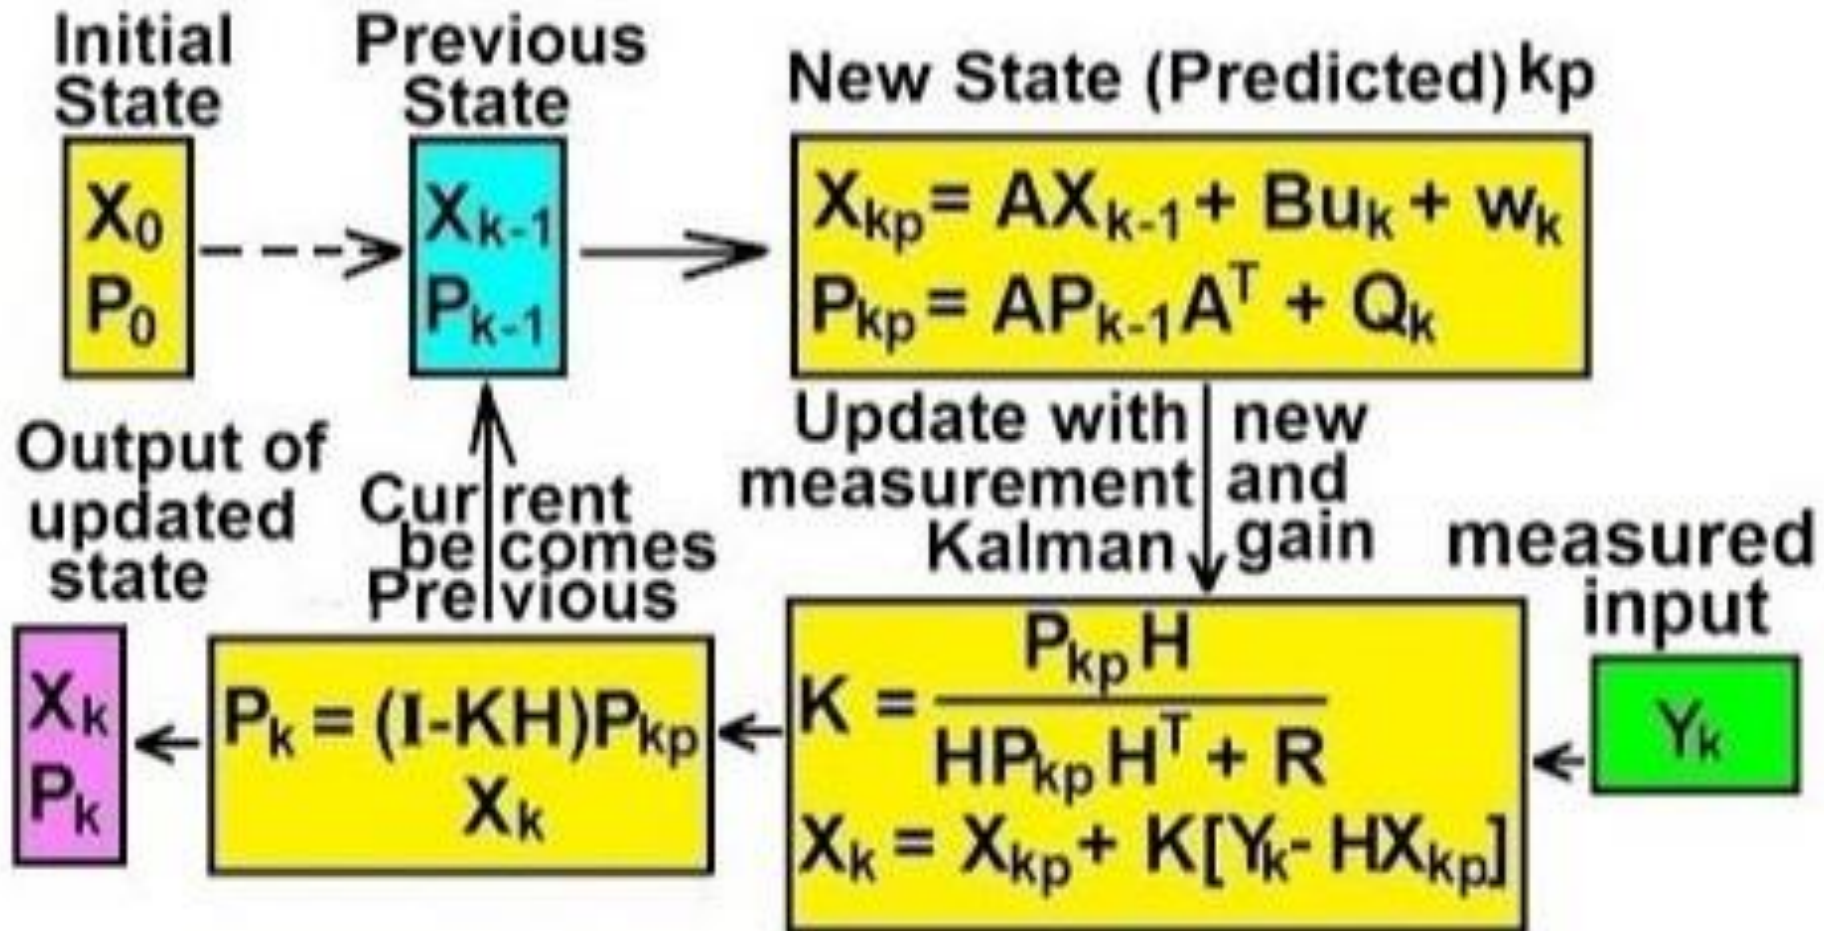 Initial
State
Previous
State
New State (Predicted) kp
X₀
P₀
Xₖ₋₁
Pₖ₋₁
Xₖₚ = AXₖ₋₁ + Buₖ + wₖ
Pₖₚ = APₖ₋₁Aᵀ + Qₖ
Update with new
measurement and
Kalman gain
Current
becomes
Previous
Output of
updated
state
measured
input
Yₖ
K = PₖₚH / HPₖₚHᵀ + R
Xₖ = Xₖₚ + K[Yₖ - HXₖₚ]
Pₖ = (I-KH)Pₖₚ
Xₖ
Xₖ
Pₖ